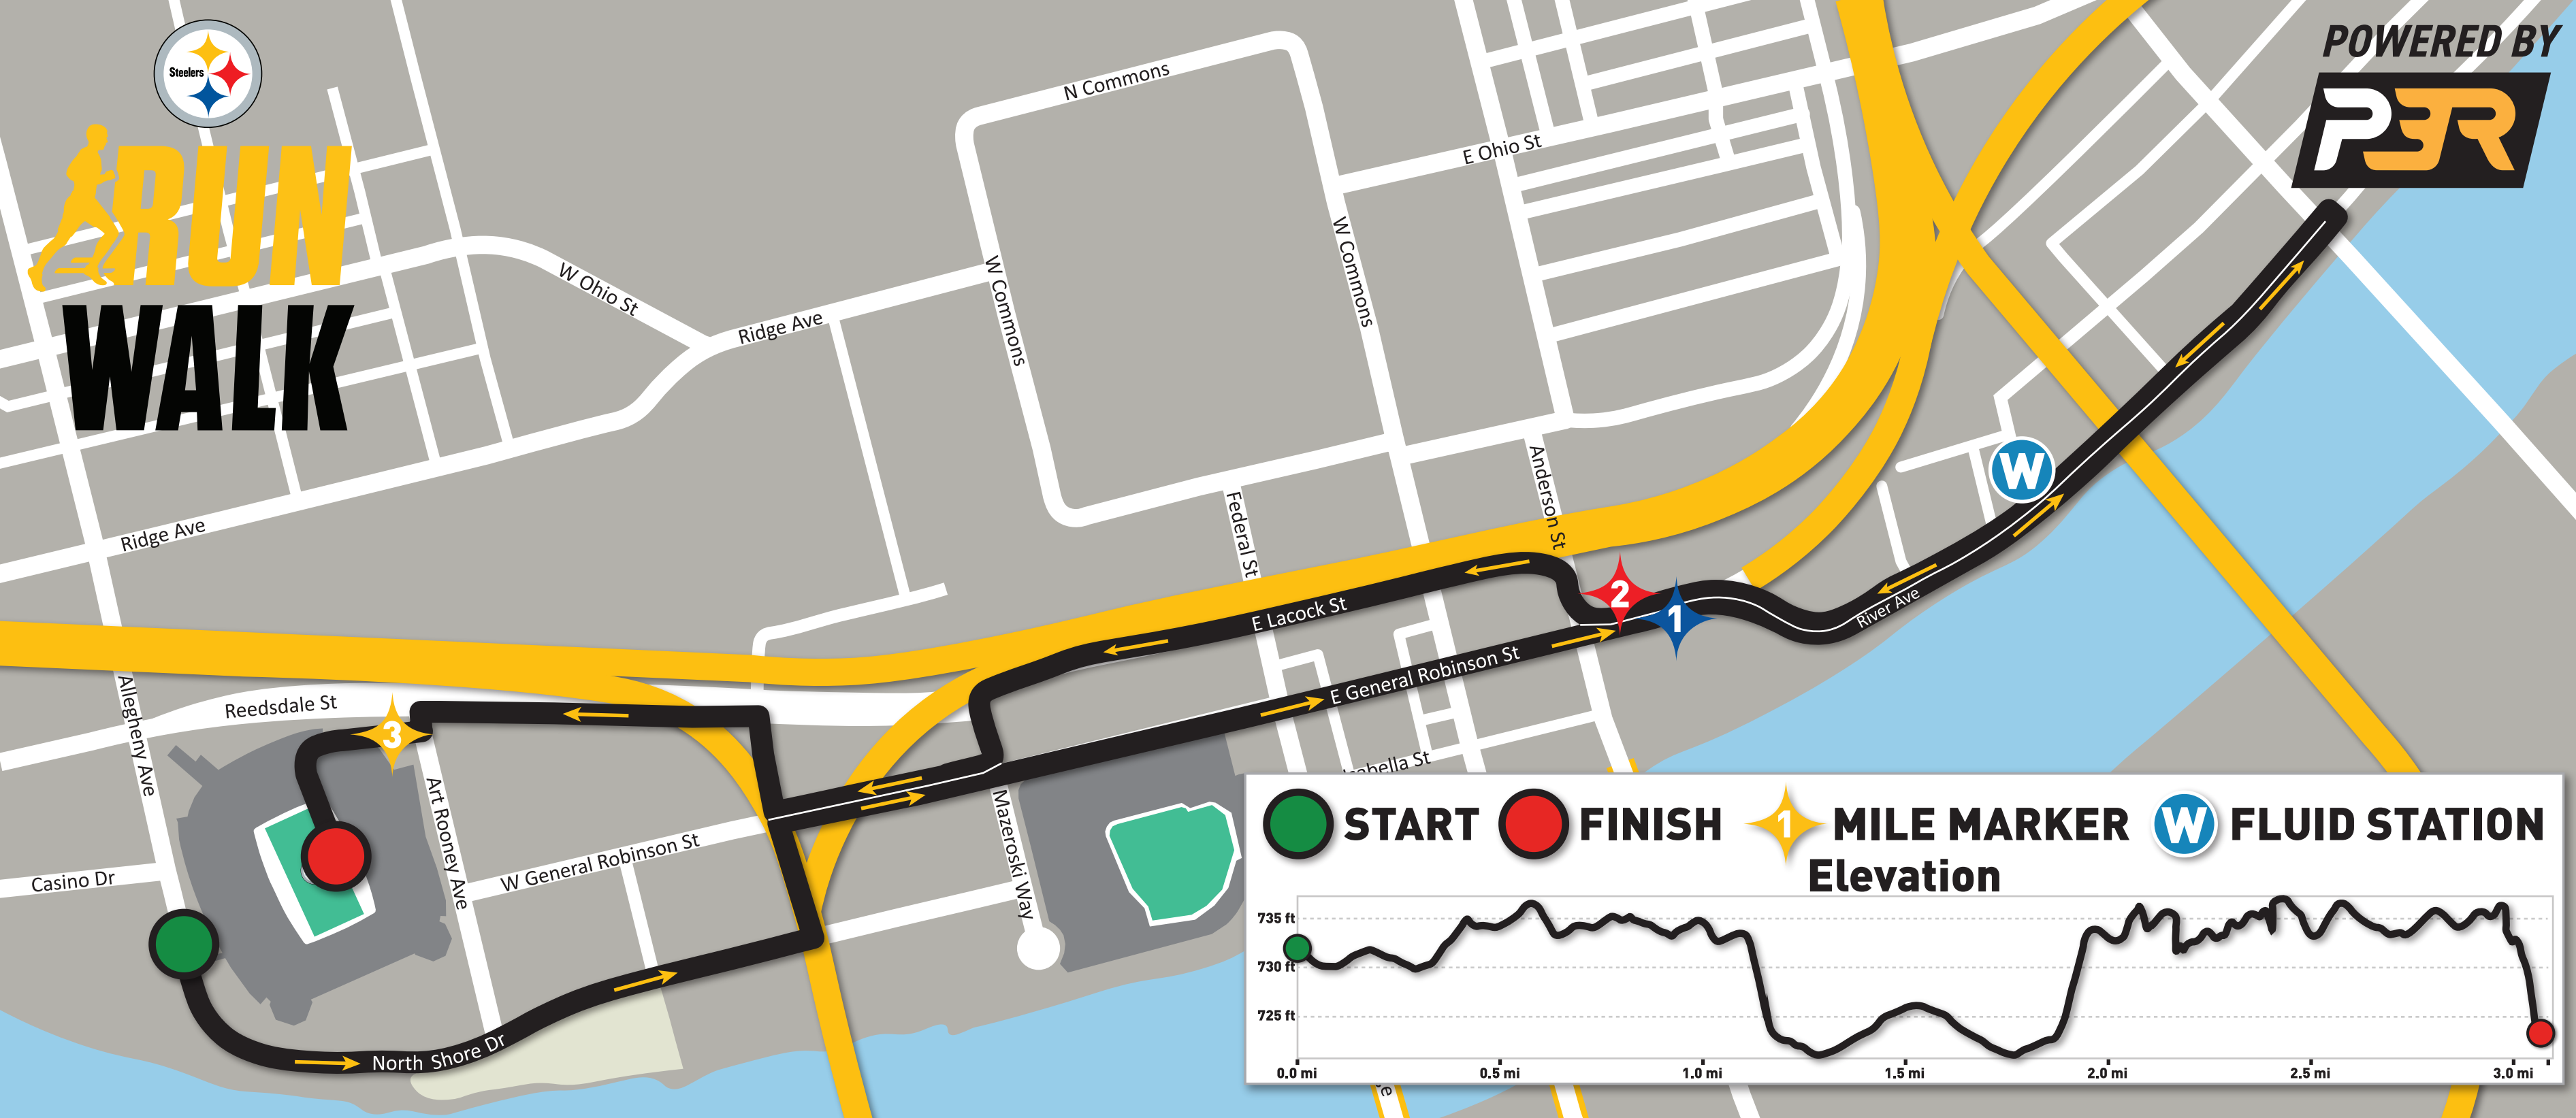 Steelers
RUN
WALK
POWERED BY
P3R
N Commons
E Ohio St
W Commons
W Commons
W Ohio St
Ridge Ave
Ridge Ave
Federal St
Anderson St
E Lacock St
E General Robinson St
River Ave
W
2
1
3
Reedsdale St
Allegheny Ave
Art Rooney Ave
W General Robinson St
Mazeroski Way
Casino Dr
North Shore Dr
START
FINISH
1
MILE MARKER
W
FLUID STATION
Elevation
735 ft
730 ft
725 ft
0.0 mi
0.5 mi
1.0 mi
1.5 mi
2.0 mi
2.5 mi
3.0 mi